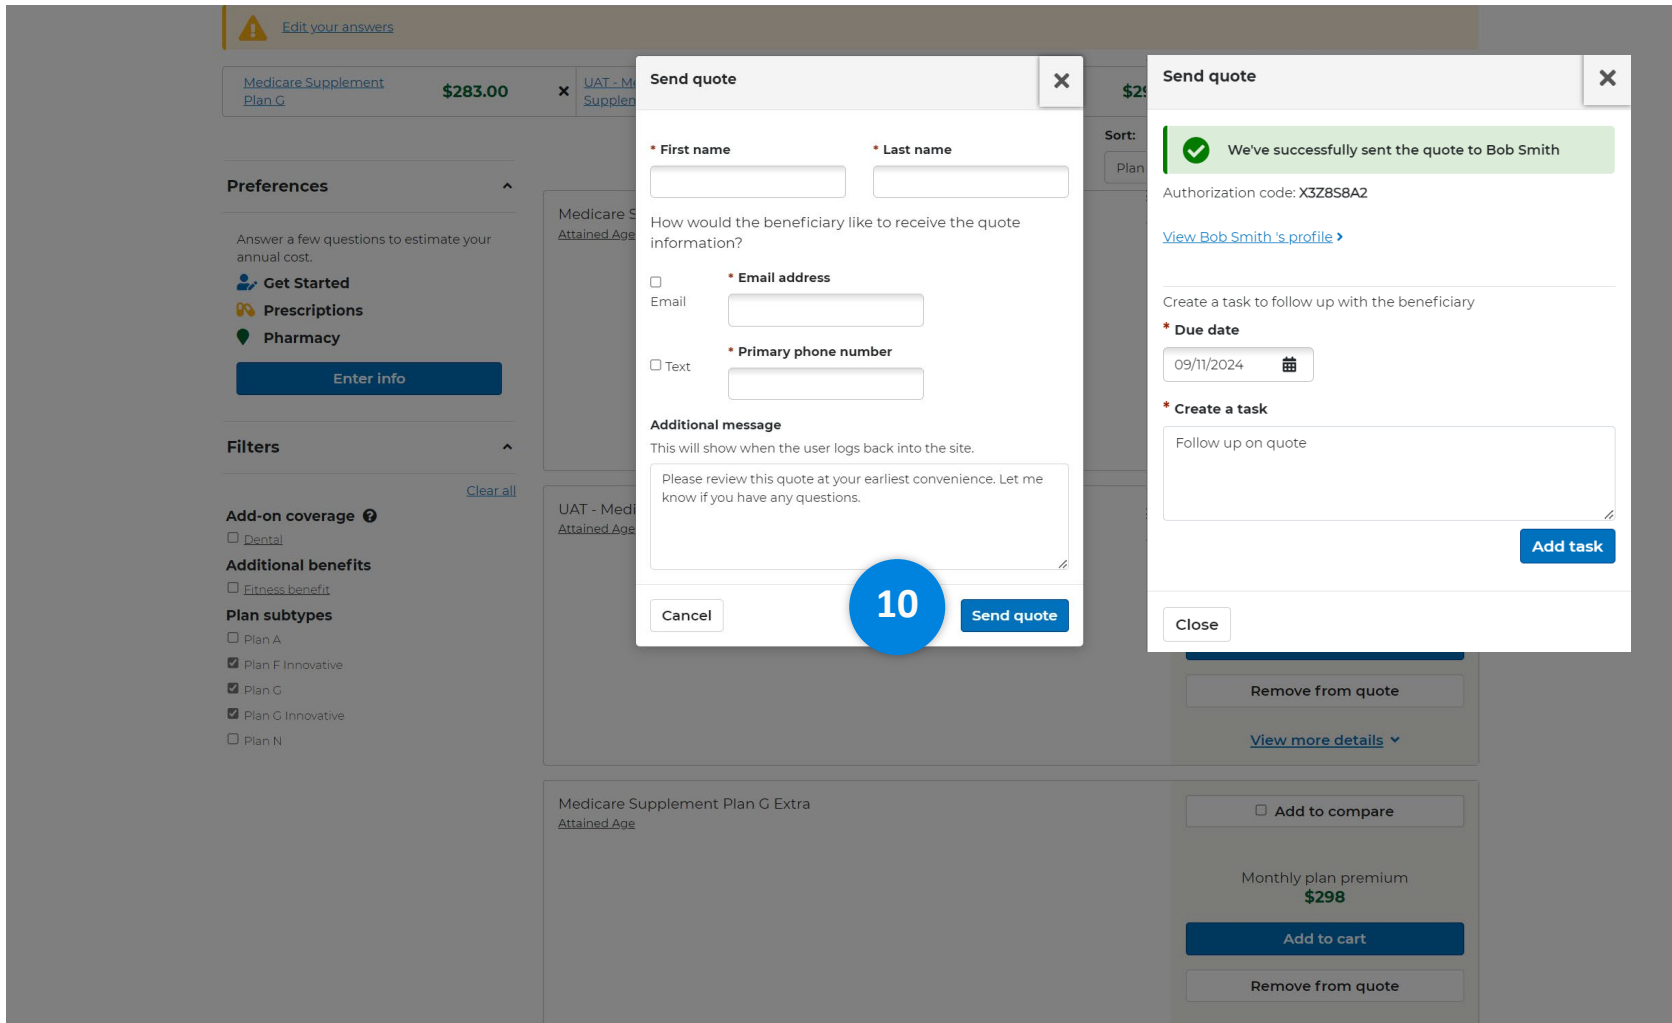 Edit your answers
Medicare Supplement
Plan G
$283.00
UAT - Me
Supplen
$29
Sort:
Plan
Preferences
Answer a few questions to estimate your
annual cost.
Get Started
Prescriptions
Pharmacy
Enter info
Filters
Clear all
Add-on coverage
Dental
Additional benefits
Fitness benefit
Plan subtypes
Plan A
Plan F Innovative
Plan G
Plan G Innovative
Plan N
Medicare S
Attained Age
UAT - Medi
Attained Age
Send quote
* First name
* Last name
How would the beneficiary like to receive the quote
information?
Email
* Email address
Text
* Primary phone number
Additional message
This will show when the user logs back into the site.
Please review this quote at your earliest convenience. Let me
know if you have any questions.
Cancel
10
Send quote
Send quote
We've successfully sent the quote to Bob Smith
Authorization code: X3Z8S8A2
View Bob Smith 's profile
Create a task to follow up with the beneficiary
* Due date
09/11/2024
* Create a task
Follow up on quote
Add task
Close
Remove from quote
View more details
Medicare Supplement Plan G Extra
Attained Age
Add to compare
Monthly plan premium
$298
Add to cart
Remove from quote